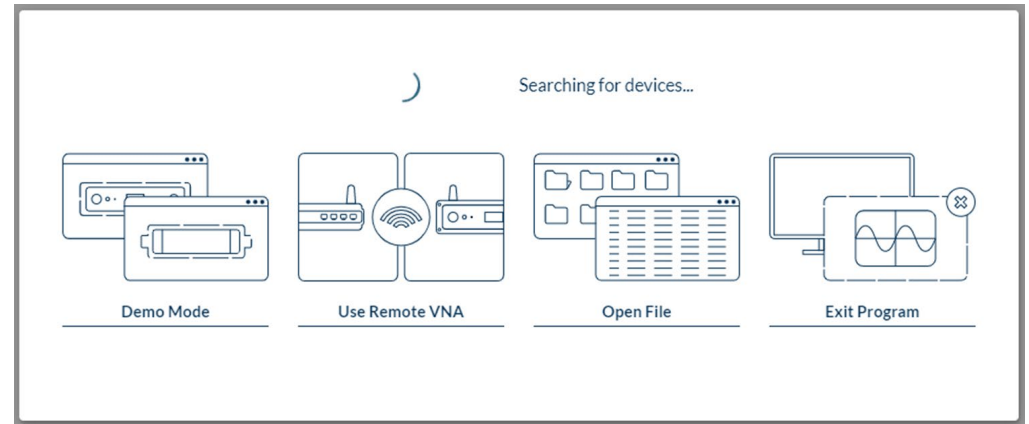 Searching for devices...
Demo Mode
Use Remote VNA
Open File
Exit Program